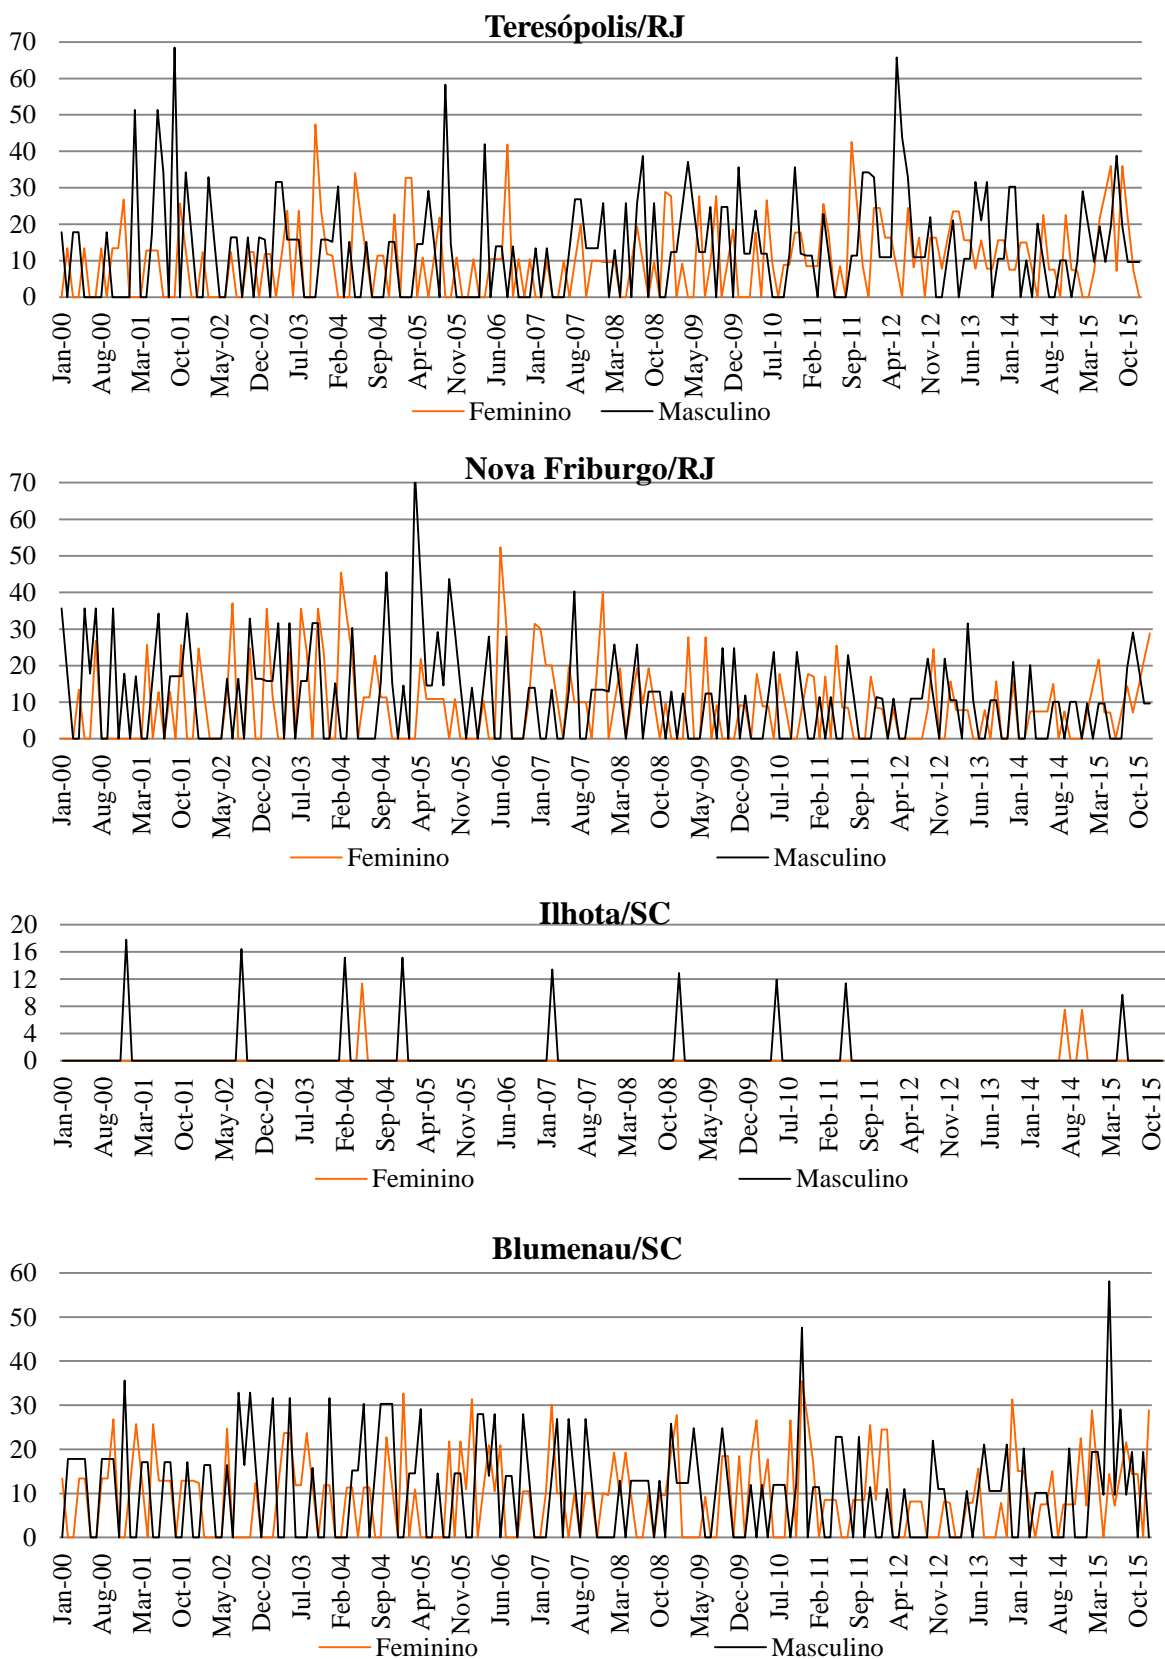 Teresópolis/RJ
70
60
50
40
30
20
10
0
Jan-00 Aug-00 Mar-01 Oct-01 May-02 Dec-02 Jul-03 Feb-04 Sep-04 Apr-05 Nov-05 Jun-06 Jan-07 Aug-07 Mar-08 Oct-08 May-09 Dec-09 Jul-10 Feb-11 Sep-11 Apr-12 Nov-12 Jun-13 Jan-14 Aug-14 Mar-15 Oct-15
Feminino Masculino
Nova Friburgo/RJ
70
60
50
40
30
20
10
0
Jan-00 Aug-00 Mar-01 Oct-01 May-02 Dec-02 Jul-03 Feb-04 Sep-04 Apr-05 Nov-05 Jun-06 Jan-07 Aug-07 Mar-08 Oct-08 May-09 Dec-09 Jul-10 Feb-11 Sep-11 Apr-12 Nov-12 Jun-13 Jan-14 Aug-14 Mar-15 Oct-15
Feminino Masculino
Ilhota/SC
20
16
12
8
4
0
Jan-00 Aug-00 Mar-01 Oct-01 May-02 Dec-02 Jul-03 Feb-04 Sep-04 Apr-05 Nov-05 Jun-06 Jan-07 Aug-07 Mar-08 Oct-08 May-09 Dec-09 Jul-10 Feb-11 Sep-11 Apr-12 Nov-12 Jun-13 Jan-14 Aug-14 Mar-15 Oct-15
Feminino Masculino
Blumenau/SC
60
50
40
30
20
10
0
Jan-00 Aug-00 Mar-01 Oct-01 May-02 Dec-02 Jul-03 Feb-04 Sep-04 Apr-05 Nov-05 Jun-06 Jan-07 Aug-07 Mar-08 Oct-08 May-09 Dec-09 Jul-10 Feb-11 Sep-11 Apr-12 Nov-12 Jun-13 Jan-14 Aug-14 Mar-15 Oct-15
Feminino Masculino